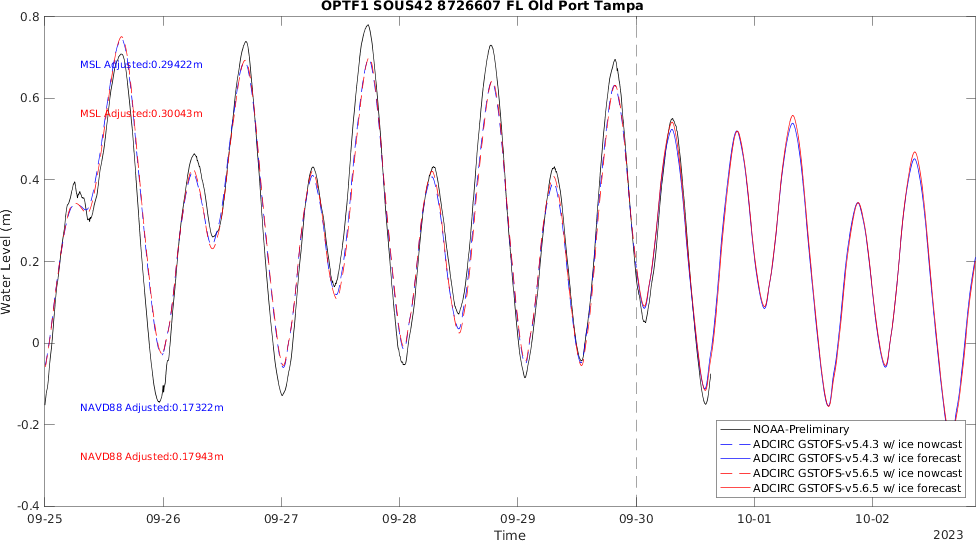 OPTF1 SOUS42 8726607 FL Old Port Tampa
0.8
MSL Adjusted:0.29422m
0.6
MSL Adjusted:0.30043m
0.4
Water Level (m)
0.2
0
NAVD88 Adjusted:0.17322m
-0.2
NAVD88 Adjusted:0.17943m
-0.4
NOAA-Preliminary
ADCIRC GSTOFS-v5.4.3 w/ ice nowcast
ADCIRC GSTOFS-v5.4.3 w/ ice forecast
ADCIRC GSTOFS-v5.6.5 w/ ice nowcast
ADCIRC GSTOFS-v5.6.5 w/ ice forecast
09-25 09-26 09-27 09-28 09-29 09-30 10-01 10-02
Time
2023